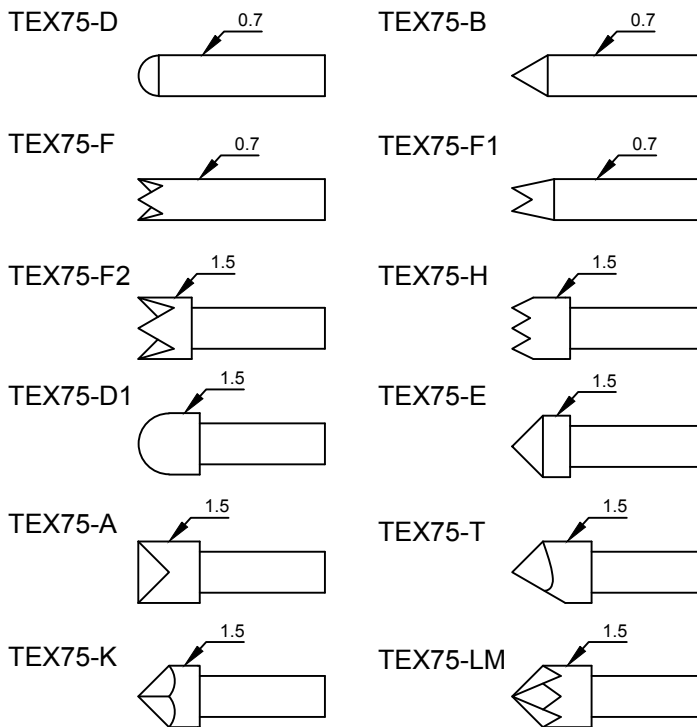 TEX75-D 0.7
TEX75-B 0.7
TEX75-F 0.7
TEX75-F1 0.7
TEX75-F2 1.5
TEX75-H 1.5
TEX75-D1 1.5
TEX75-E 1.5
TEX75-A 1.5
TEX75-T 1.5
TEX75-K 1.5
TEX75-LM 1.5